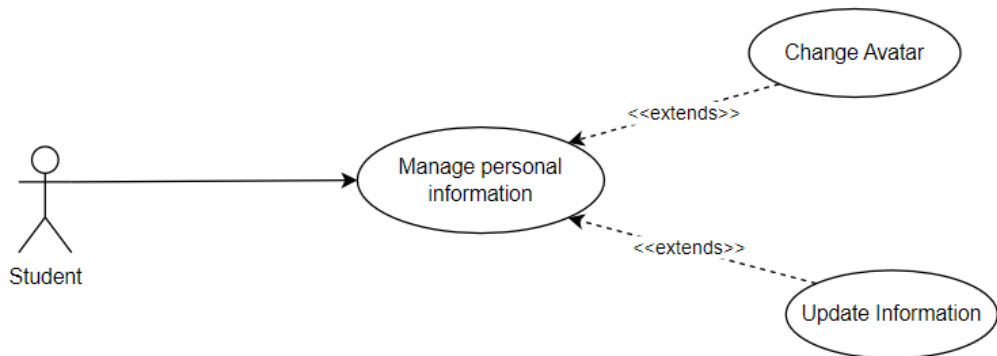 Change Avatar
<<extends>>
Manage personal
information
<<extends>>
Student
Update Information